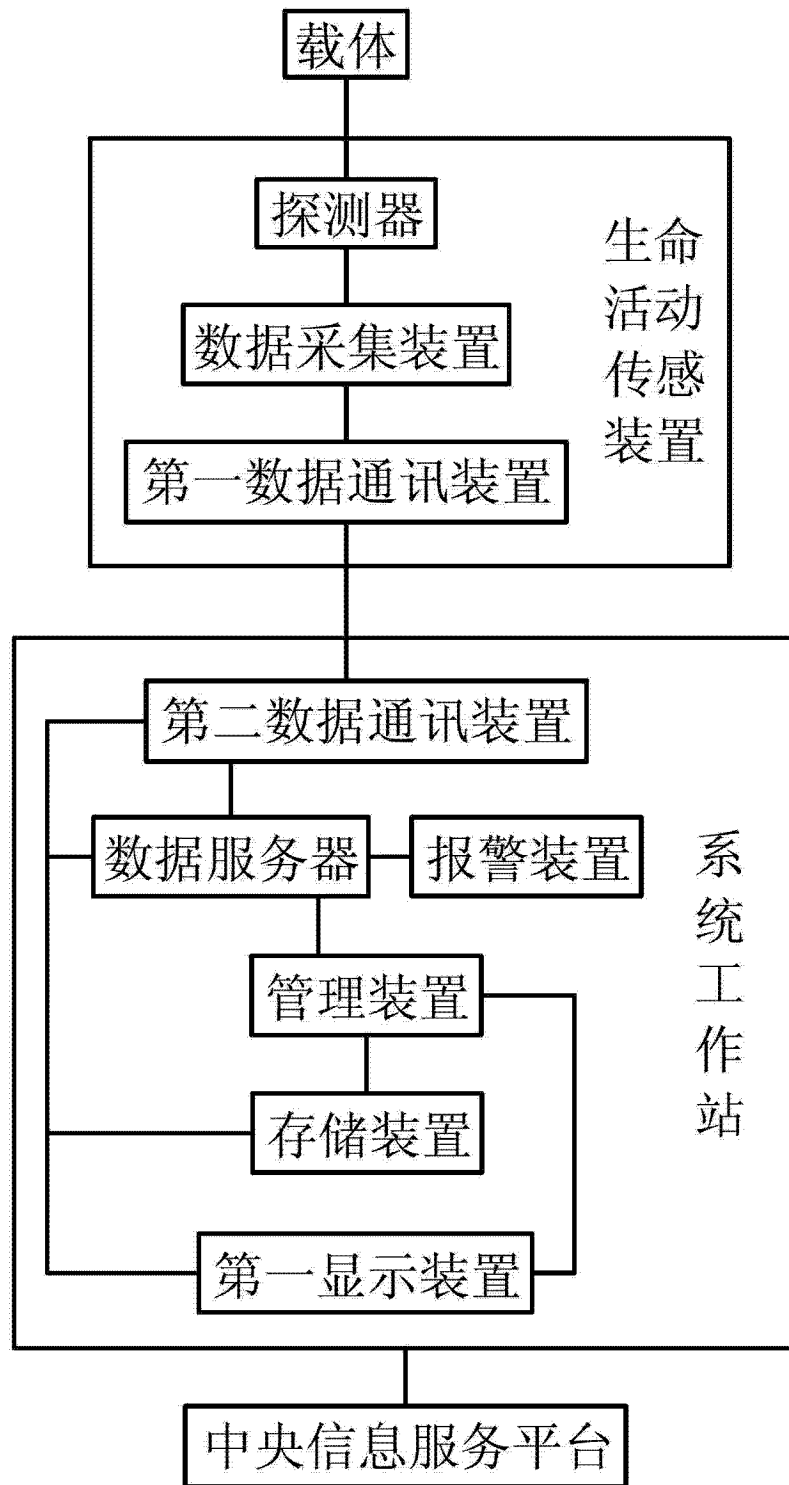 载体
探测器
数据采集装置
第一数据通讯装置
生命
活动
传感
装置
第二数据通讯装置
数据服务器
报警装置
管理装置
存储装置
第一显示装置
系
统
工
作
站
中央信息服务平台